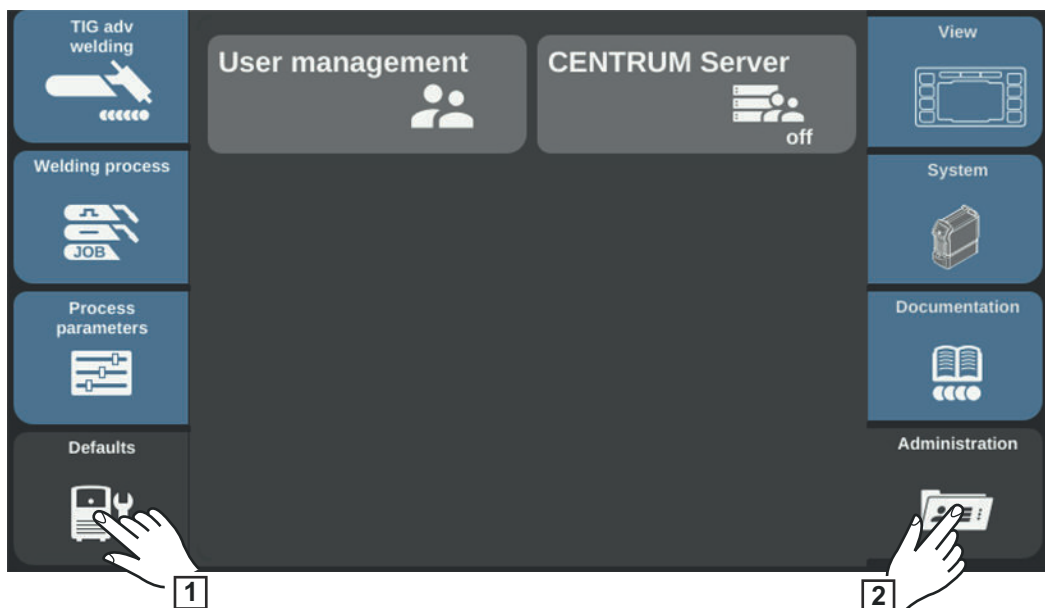 TIG adv
welding
Welding process
JOB
Process
parameters
Defaults
User management
CENTRUM Server
off
View
System
Documentation
Administration
1
2